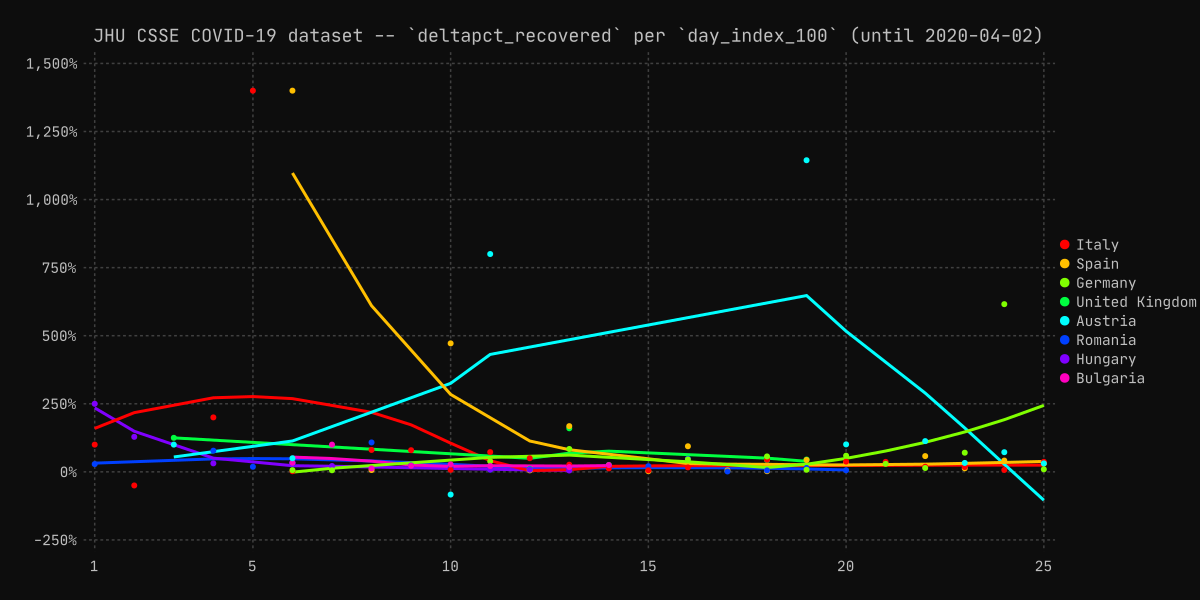 JHU CSSE COVID-19 dataset -- `deltapct_recovered` per `day_index_100` (until 2020-04-02)
1,500%
1,250%
1,000%
750%
500%
250%
0%
-250%
1 5 10 15 20 25
Italy
Spain
Germany
United Kingdom
Austria
Romania
Hungary
Bulgaria